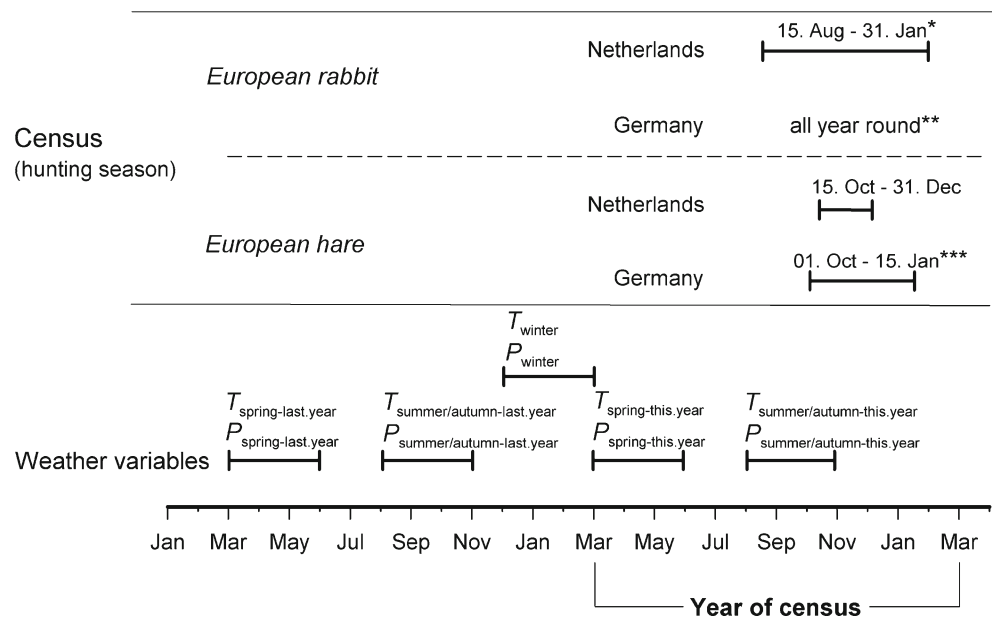 15. Aug - 31. Jan*
Netherlands
European rabbit
Germany all year round**
Census
(hunting season)
15. Oct - 31. Dec
Netherlands
European hare
01. Oct - 15. Jan***
Germany
Twinter
Pwinter
Tspring-last.year Tsummer/autumn-last.year Tspring-this.year Tsummer/autumn-this.year
Pspring-last.year Psummer/autumn-last.year Pspring-this.year Psummer/autumn-this.year
Weather variables
Jan Mar May Jul Sep Nov Jan Mar May Jul Sep Nov Jan Mar
Year of census